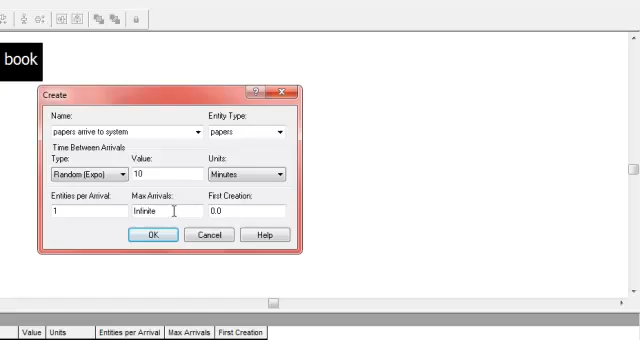 book
Create
Name:
Entity Type:
papers arrive to system
papers
Time Between Arrivals
Type:
Value:
Units:
Random (Expo)
10
Minutes
Entities per Arrival:
Max Arrivals:
First Creation:
1
Infinite
0.0
OK
Cancel
Help
Value
Units
Entities per Arrival
Max Arrivals
First Creation